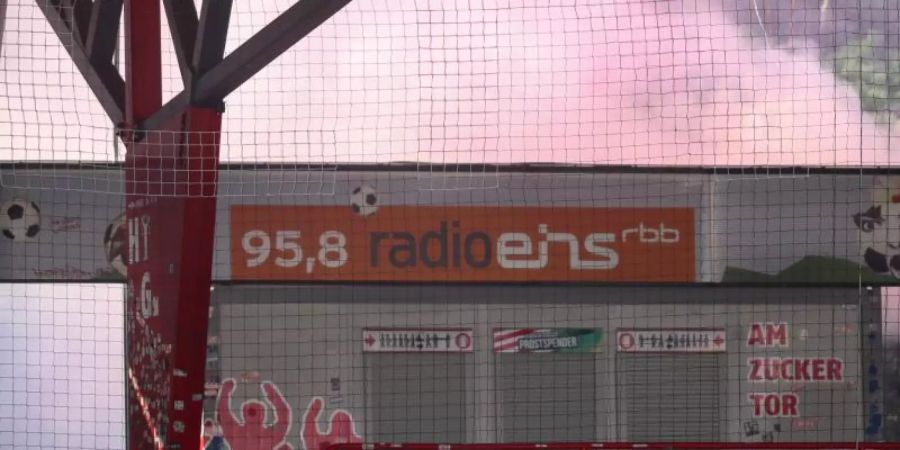 95,8 radioeins rbb
PROSTSPENDER
AM
ZUCKER
TOR